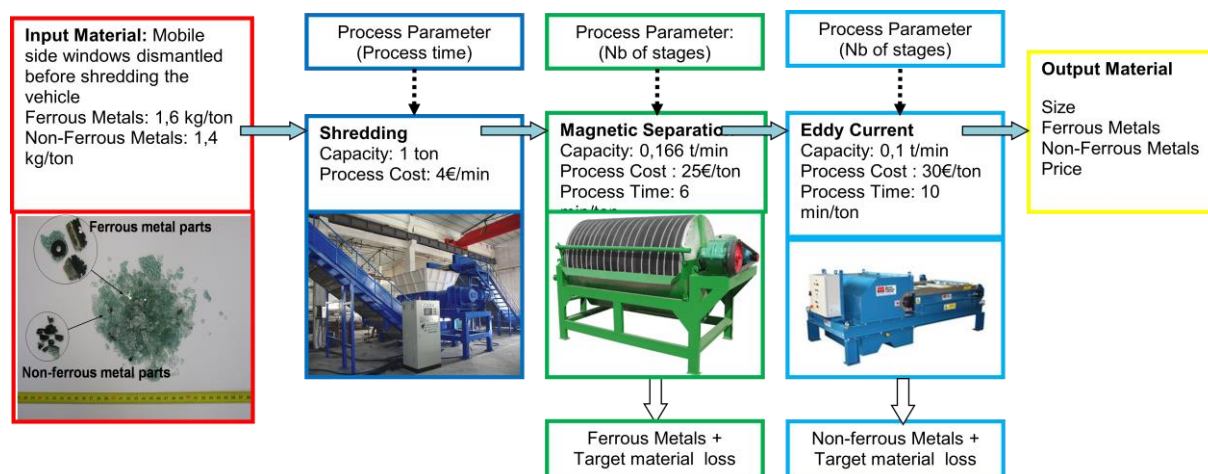 Input Material: Mobile
side windows dismantled
before shredding the
vehicle
Ferrous Metals: 1,6 kg/ton
Non-Ferrous Metals: 1,4
kg/ton
Ferrous metal parts
Non-ferrous metal parts
Process Parameter
(Process time)
Shredding
Capacity: 1 ton
Process Cost: 4€/min
Process Parameter:
(Nb of stages)
Magnetic Separation
Capacity: 0,166 t/min
Process Cost : 25€/ton
Process Time: 6
min/ton
Ferrous Metals +
Target material loss
Process Parameter
(Nb of stages)
Eddy Current
Capacity: 0,1 t/min
Process Cost : 30€/ton
Process Time: 10
min/ton
Non-ferrous Metals +
Target material loss
Output Material
Size
Ferrous Metals
Non-Ferrous Metals
Price